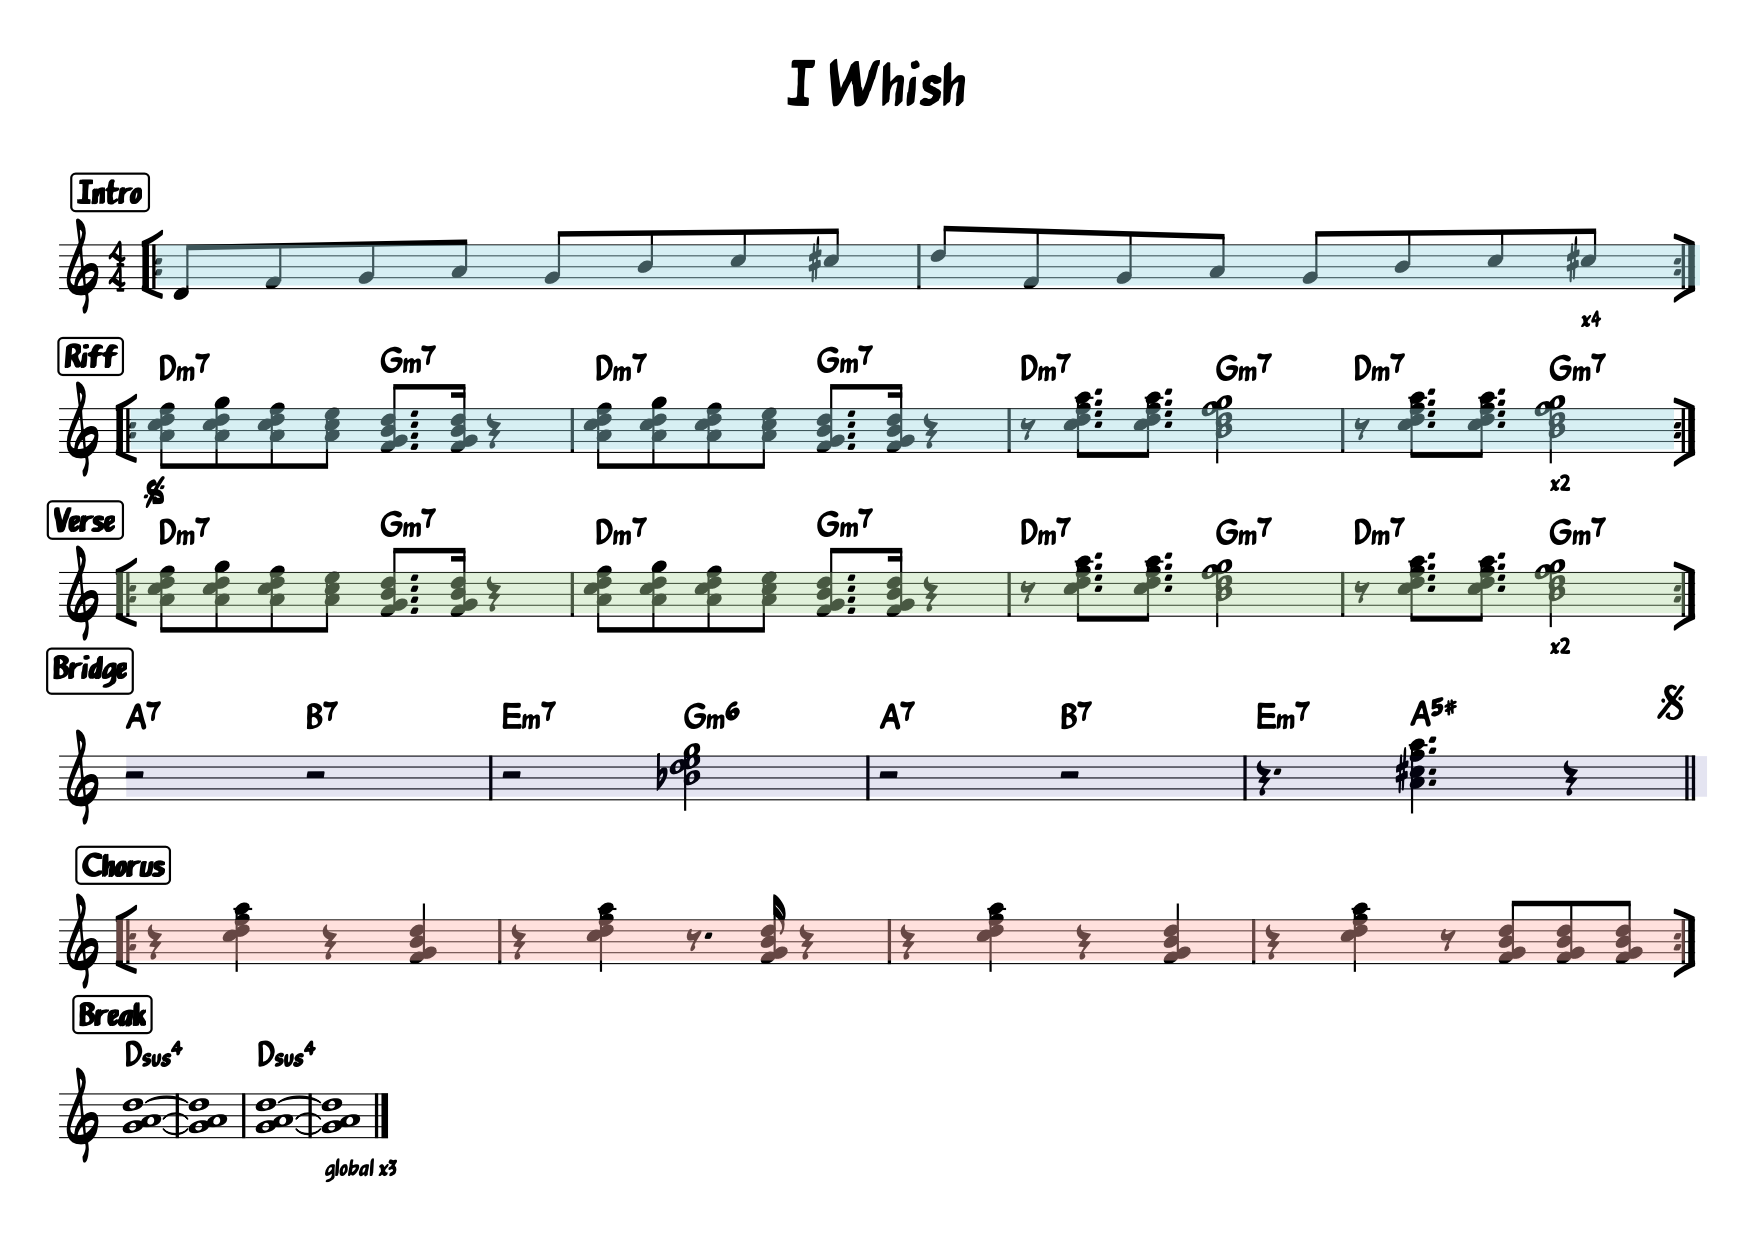 I Whish
Intro
4
4
x4
Riff
Dm7 Gm7 Dm7 Gm7 Dm7 Gm7 Dm7 Gm7
x2
Verse
Dm7 Gm7 Dm7 Gm7 Dm7 Gm7 Dm7 Gm7
x2
Bridge
A7 B7 Em7 Gm6 A7 B7 Em7 A5#
Chorus
Break
Dsus4 Dsus4
global x3